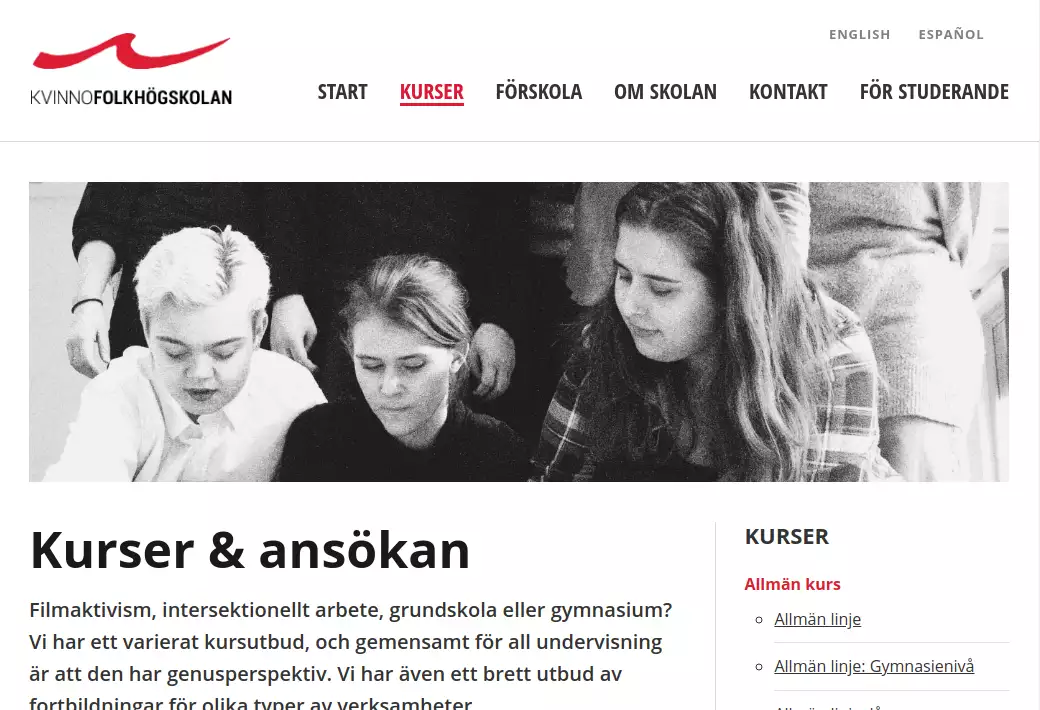 ENGLISH ESPAÑOL
KVINNOFOLKHÖGSKOLAN
START KURSER FÖRSKOLA OM SKOLAN KONTAKT FÖR STUDERANDE
Kurser & ansökan
Filmaktivism, intersektionellt arbete, grundskola eller gymnasium?
Vi har ett varierat kursutbud, och gemensamt för all undervisning
är att den har genusperspektiv. Vi har även ett brett utbud av
fortbildningar för olika typer av verksamheter.
KURSER
Allmän kurs
Allmän linje
Allmän linje: Gymnasienivå